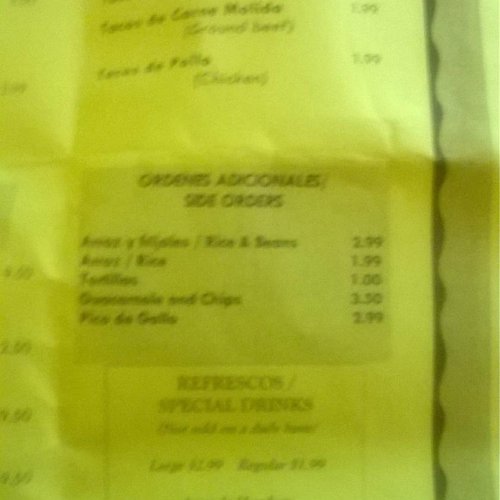 Tacos de Carne Molida 1.99
(Ground beef)
Tacos de Pollo 1.99
(Chicken)
ORDENES ADICIONALES/
SIDE ORDERS
Arroz y frijoles / Rice & Beans 2.99
Arroz / Rice 1.99
Tortillas 1.00
Guacamole and Chips 3.50
Pico de Gallo 2.99
REFRESCOS /
SPECIAL DRINKS
Large $2.99 Regular $1.99